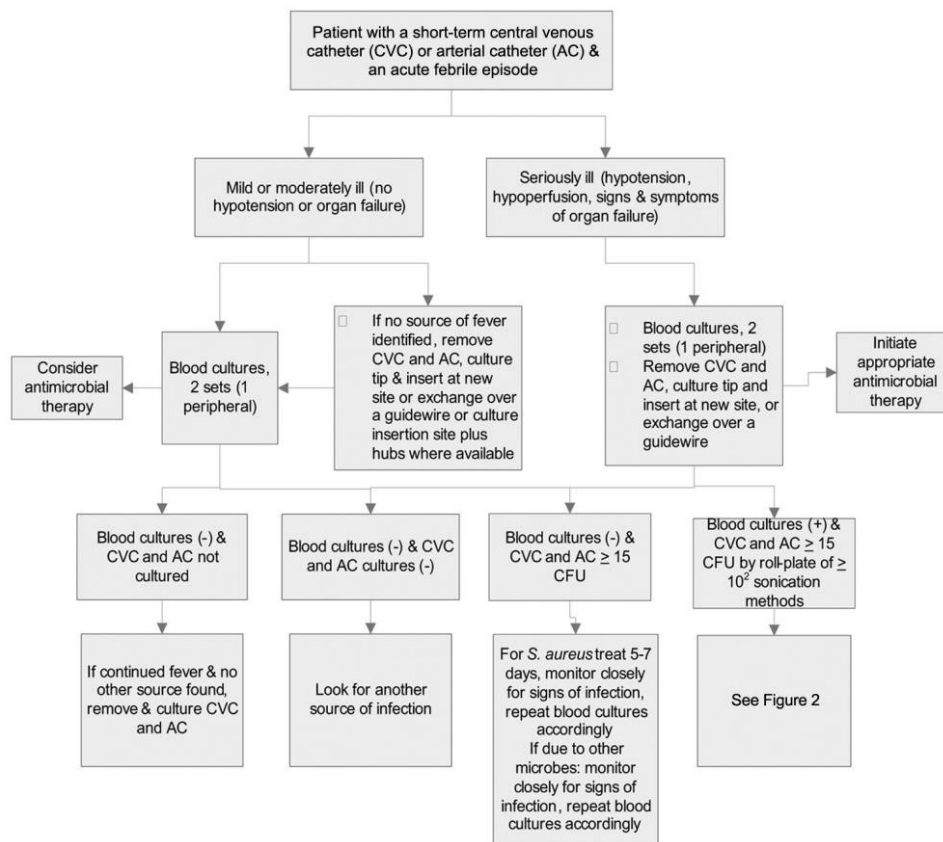 Patient with a short-term central venous
catheter (CVC) or arterial catheter (AC) &
an acute febrile episode
Mild or moderately ill (no
hypotension or organ failure)
Seriously ill (hypotension,
hypoperfusion, signs & symptoms
of organ failure)
Consider
antimicrobial
therapy
Blood cultures,
2 sets (1
peripheral)
If no source of fever
identified, remove
CVC and AC, culture
tip & insert at new
site or exchange over
a guidewire or culture
insertion site plus
hubs where available
Blood cultures, 2
sets (1 peripheral)
Remove CVC and
AC, culture tip and
insert at new site, or
exchange over a
guidewire
Initiate
appropriate
antimicrobial
therapy
Blood cultures (-) &
CVC and AC not
cultured
Blood cultures (-) & CVC
and AC cultures (-)
Blood cultures (-) &
CVC and AC ≥ 15
CFU
Blood cultures (+) &
CVC and AC ≥ 15
CFU by roll-plate of ≥
10² sonication
methods
If continued fever & no
other source found,
remove & culture CVC
and AC
Look for another
source of infection
For S. aureus treat 5-7
days, monitor closely
for signs of infection,
repeat blood cultures
accordingly
If due to other
microbes: monitor
closely for signs of
infection, repeat blood
cultures accordingly
See Figure 2